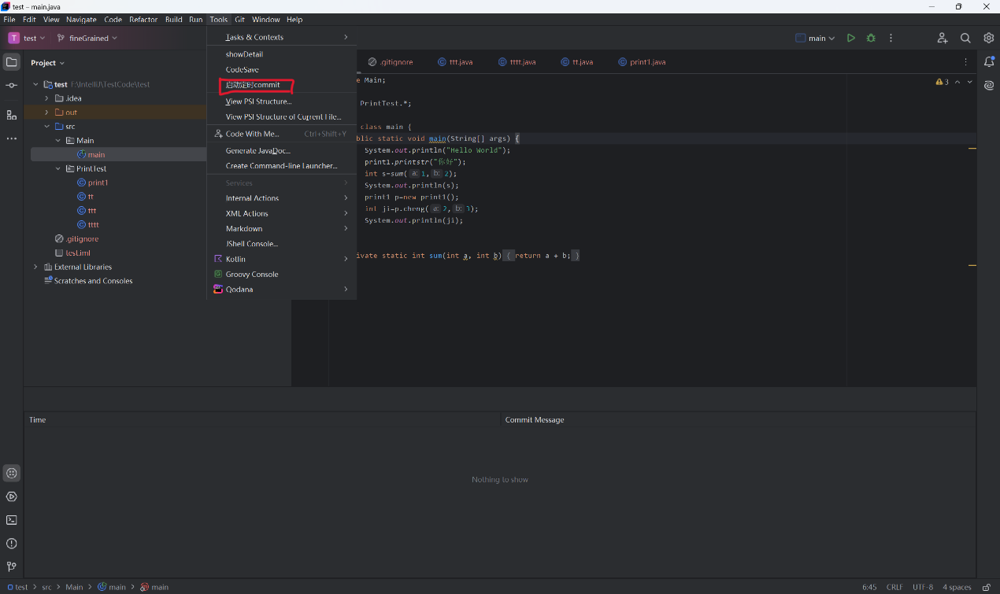 test – main.java
File Edit View Navigate Code Refactor Build Run Tools Git Window Help
T test fineGrained main
Project
test F:\IntelliJ\TestCode\test
.idea
out
src
Main
main
PrintTest
print1
tt
ttt
tttt
.gitignore
test.iml
External Libraries
Scratches and Consoles
Tasks & Contexts
showDetail
CodeSave
启动定时commit
View PSI Structure...
View PSI Structure of Current File...
Code With Me... Ctrl+Shift+Y
Generate JavaDoc...
Create Command-line Launcher...
Services
Internal Actions
XML Actions
Markdown
JShell Console...
Kotlin
Groovy Console
Qodana
.gitignore ttt.java tttt.java tt.java print1.java
e Main;
3
PrintTest.*;
class main {
blic static void main(String[] args) {
System.out.println("Hello World");
print1.printstr("你好");
int s=sum( a: 1, b: 2);
System.out.println(s);
print1 p=new print1();
int ji=p.cheng( a: 2, b: 3);
System.out.println(ji);
ivate static int sum(int a, int b) { return a + b; }
Time Commit Message
Nothing to show
test > src > Main > main > main 6:45 CRLF UTF-8 4 spaces